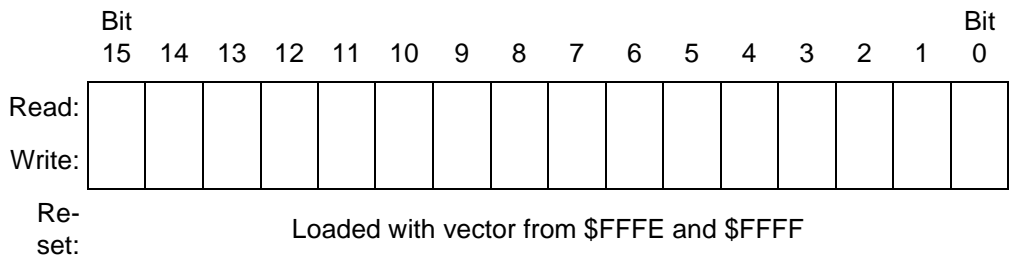 Bit Bit
15 14 13 12 11 10 9 8 7 6 5 4 3 2 1 0
Read:
Write:
Re-
set:
Loaded with vector from $FFFE and $FFFF